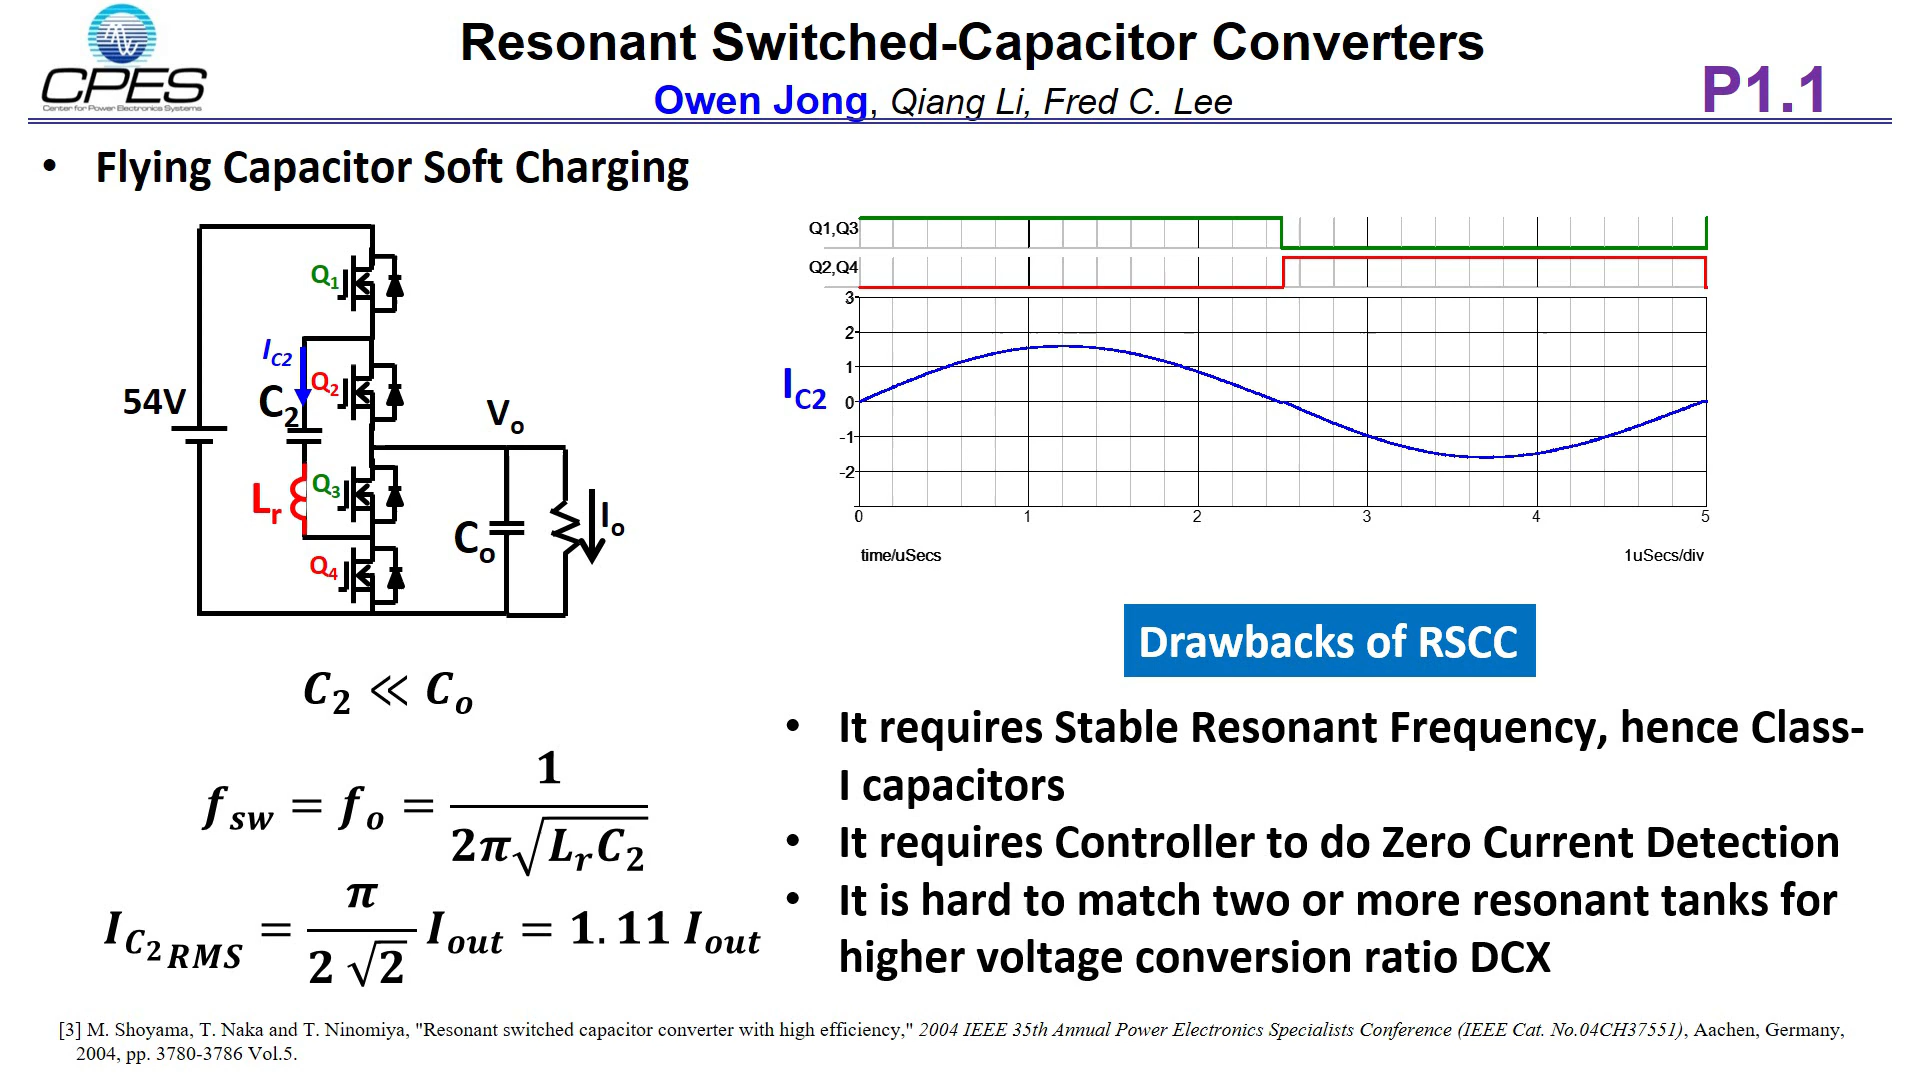 CPES
Center for Power Electronics Systems
Resonant Switched-Capacitor Converters
Owen Jong, Qiang Li, Fred C. Lee
P1.1
• Flying Capacitor Soft Charging
Q1
IC2
Q2
C2
54V
Vo
Lr
Q3
Co
Io
Q4
C2 ≪ Co
fsw = fo = 1 / 2π√LrC2
IC2RMS = π / 2 √2 Iout = 1.11 Iout
Q1,Q3
Q2,Q4
3
2
1
0
-1
-2
IC2
0 1 2 3 4 5
time/uSecs 1uSecs/div
Drawbacks of RSCC
• It requires Stable Resonant Frequency, hence Class-
I capacitors
• It requires Controller to do Zero Current Detection
• It is hard to match two or more resonant tanks for
higher voltage conversion ratio DCX
[3] M. Shoyama, T. Naka and T. Ninomiya, "Resonant switched capacitor converter with high efficiency," 2004 IEEE 35th Annual Power Electronics Specialists Conference (IEEE Cat. No.04CH37551), Aachen, Germany,
2004, pp. 3780-3786 Vol.5.